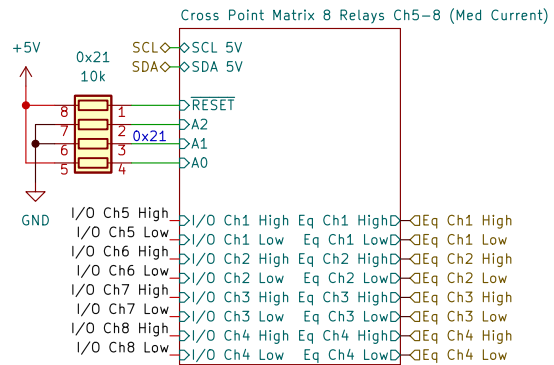 Cross Point Matrix 8 Relays Ch5-8 (Med Current)
+5V
SCL SCL 5V
0x21 SDA SDA 5V
10k
8 1 RESET
7 2 A2
0x21
6 3 A1
5 4 A0
GND
I/O Ch5 High I/O Ch1 High Eq Ch1 High Eq Ch1 High
I/O Ch5 Low I/O Ch1 Low Eq Ch1 Low Eq Ch1 Low
I/O Ch6 High I/O Ch2 High Eq Ch2 High Eq Ch2 High
I/O Ch6 Low I/O Ch2 Low Eq Ch2 Low Eq Ch2 Low
I/O Ch7 High I/O Ch3 High Eq Ch3 High Eq Ch3 High
I/O Ch7 Low I/O Ch3 Low Eq Ch3 Low Eq Ch3 Low
I/O Ch8 High I/O Ch4 High Eq Ch4 High Eq Ch4 High
I/O Ch8 Low I/O Ch4 Low Eq Ch4 Low Eq Ch4 Low